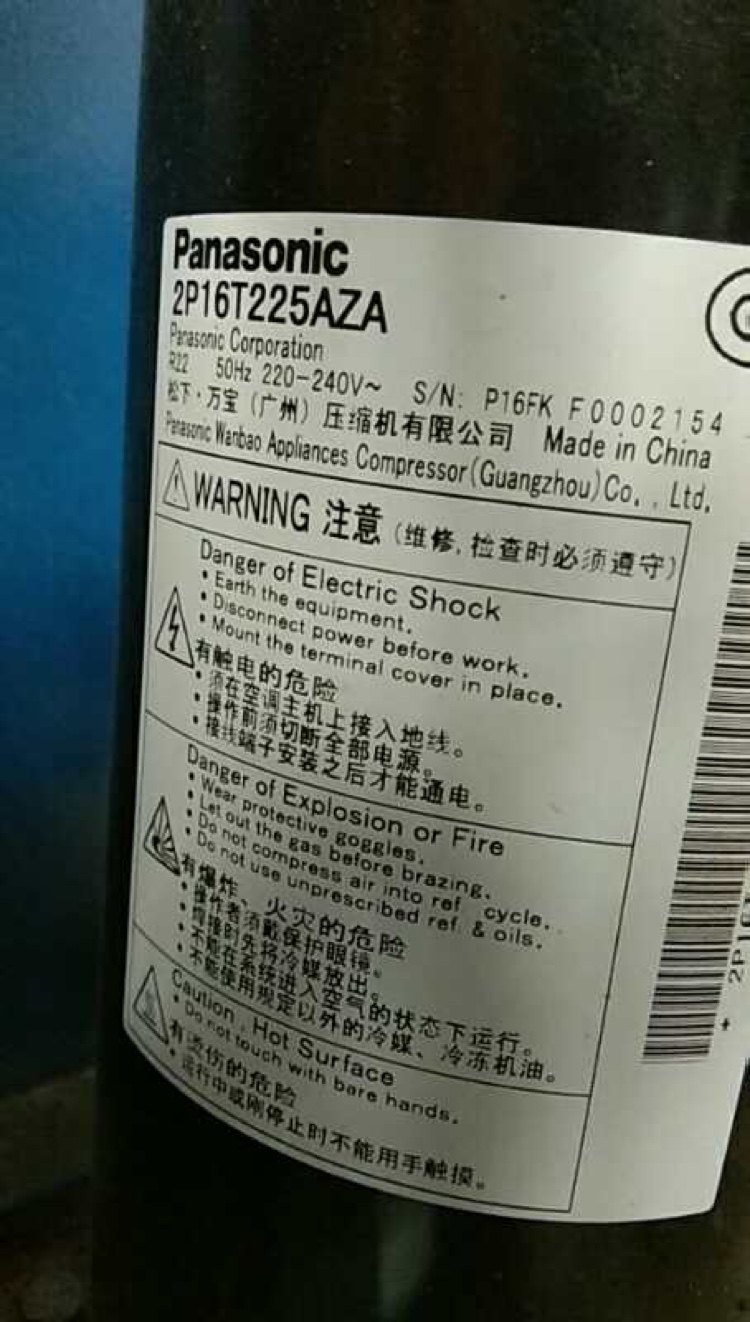 Panasonic
2P16T225AZA
Panasonic Corporation
R22 50Hz 220-240V~ S/N: P16FK F0002154
松下·万宝(广州)压缩机有限公司 Made in China
Panasonic Wanbao Appliances Compressor(Guangzhou)Co., Ltd.
WARNING 注意(维修,检查时必须遵守)
Danger of Electric Shock
•Earth the equipment.
•Disconnect power before work.
•Mount the terminal cover in place.
有触电的危险
•须在空调主机上接入地线。
•操作前须切断全部电源。
•接线端子安装之后才能通电。
Danger of Explosion or Fire
•Wear protective goggles.
•Let out the gas before brazing.
•Do not compress air into ref. cycle.
•Do not use unprescribed ref. & oils.
有爆炸、火灾的危险
•操作者须戴保护眼镜。
•焊接时先将冷媒放出。
•不能在系统进入空气的状态下运行。
•不能使用规定以外的冷媒、冷冻机油。
Caution, Hot Surface
•Do not touch with bare hands.
有烫伤的危险
•运行中或刚停止时不能用手触摸。